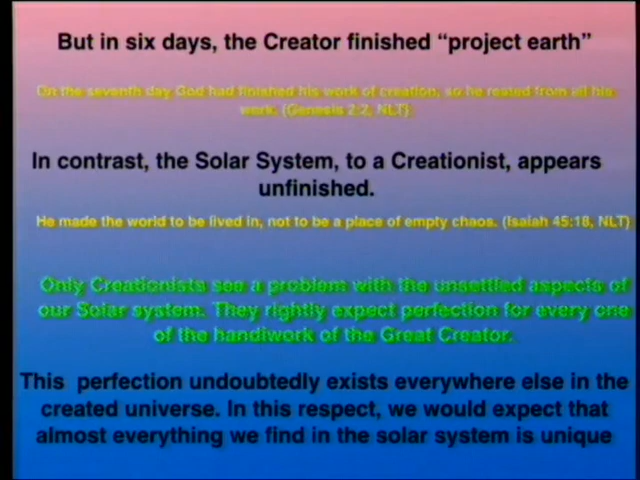 But in six days, the Creator finished “project earth”
On the seventh day God had finished his work of creation, so he rested from all his
work. (Genesis 2:2, NLT)
In contrast, the Solar System, to a Creationist, appears
unfinished.
He made the world to be lived in, not to be a place of empty chaos. (Isaiah 45:18, NLT)
Only Creationists see a problem with the unsettled aspects of
our Solar system. They rightly expect perfection for every one
of the handiwork of the Great Creator.
This perfection undoubtedly exists everywhere else in the
created universe. In this respect, we would expect that
almost everything we find in the solar system is unique